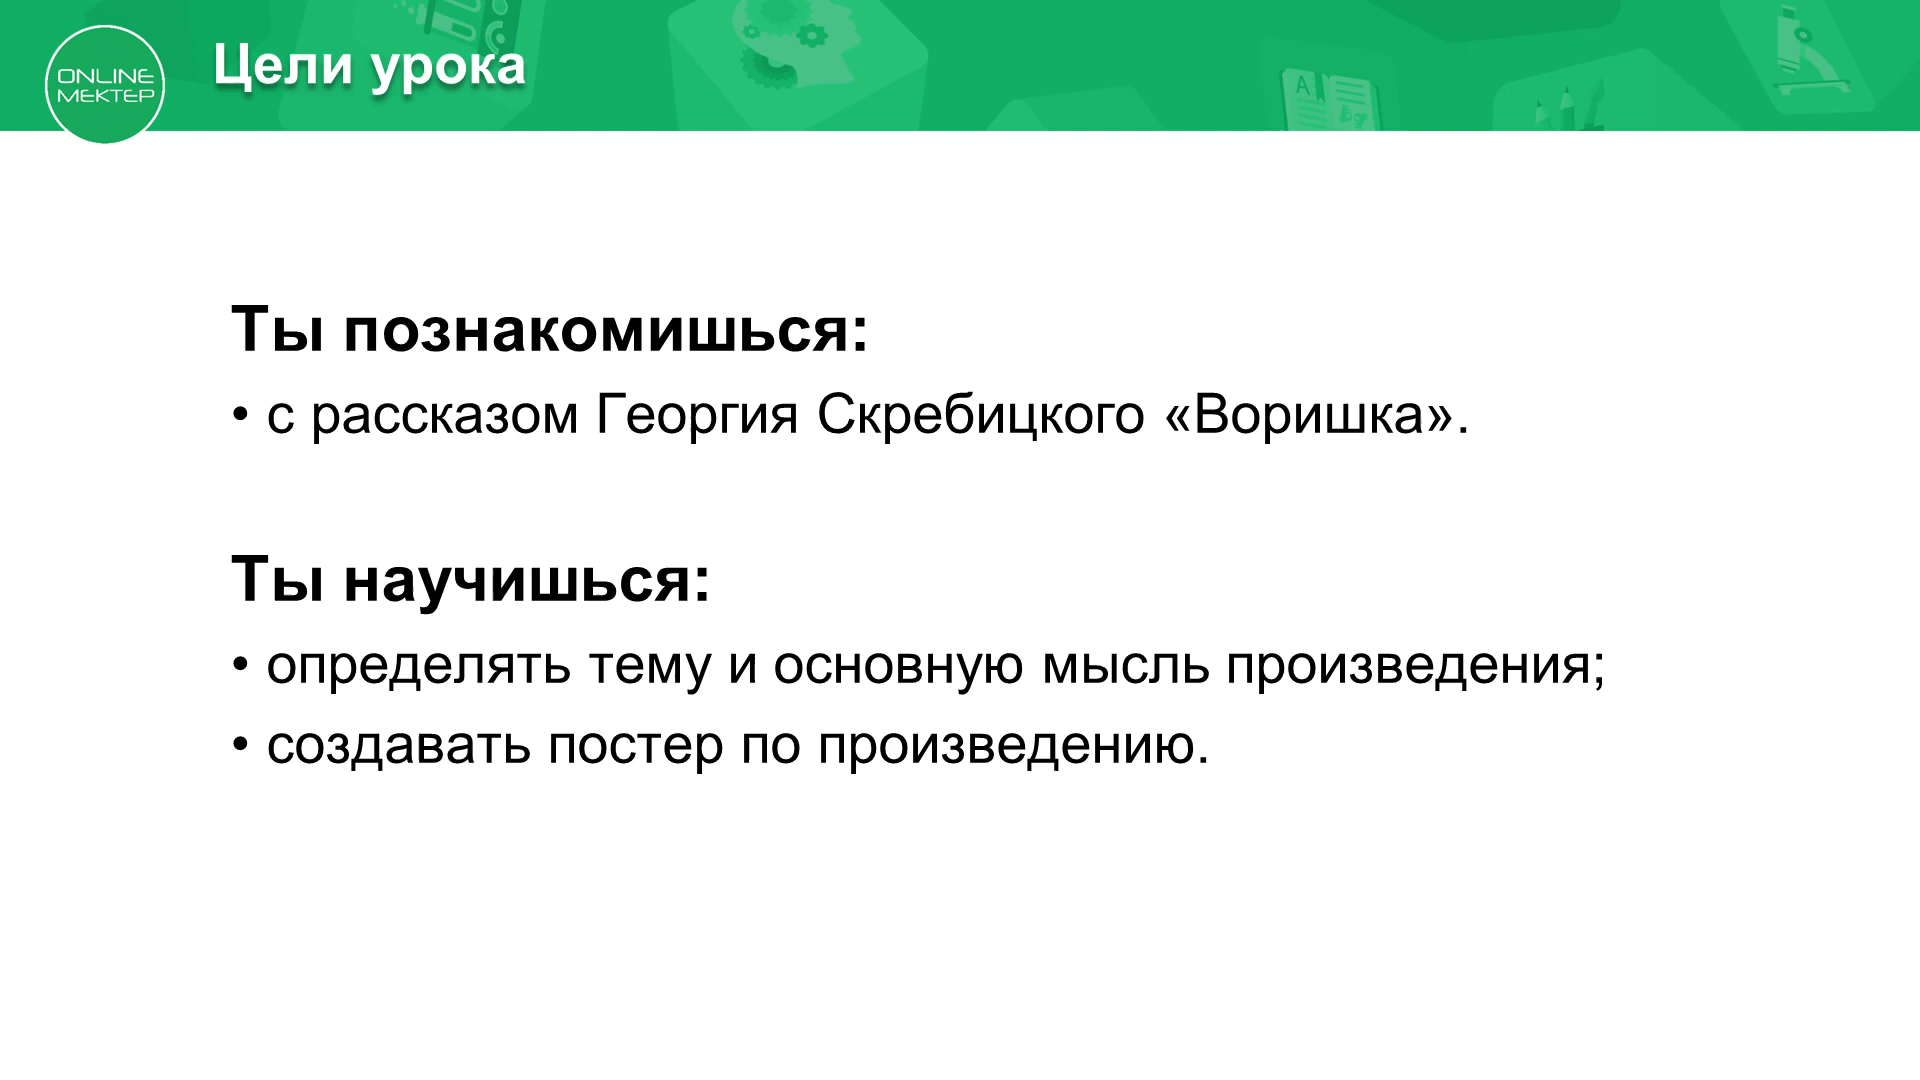 ONLINE
МЕКТЕР
Цели урока
Ты познакомишься:
• с рассказом Георгия Скребицкого «Воришка».
Ты научишься:
• определять тему и основную мысль произведения;
• создавать постер по произведению.